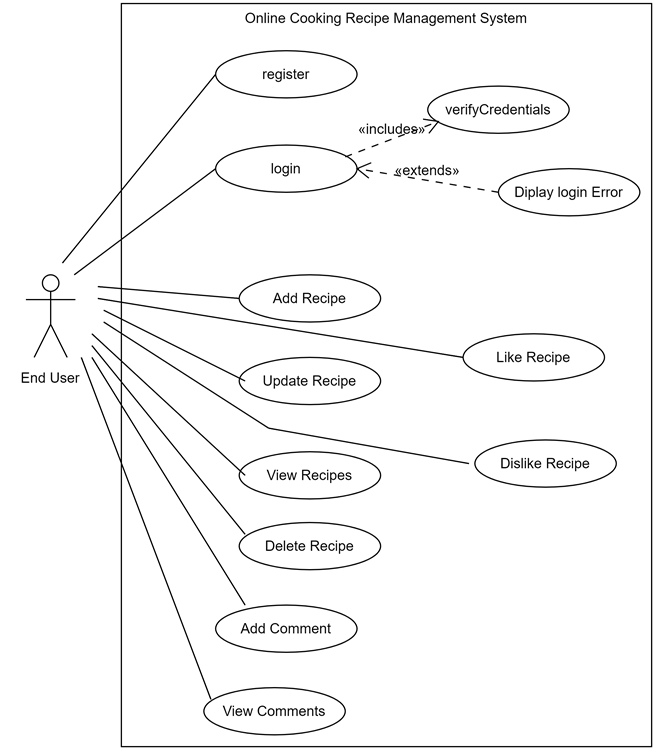 Online Cooking Recipe Management System
register
verifyCredentials
«includes»
login
«extends»
Diplay login Error
Add Recipe
Like Recipe
End User
Update Recipe
Dislike Recipe
View Recipes
Delete Recipe
Add Comment
View Comments